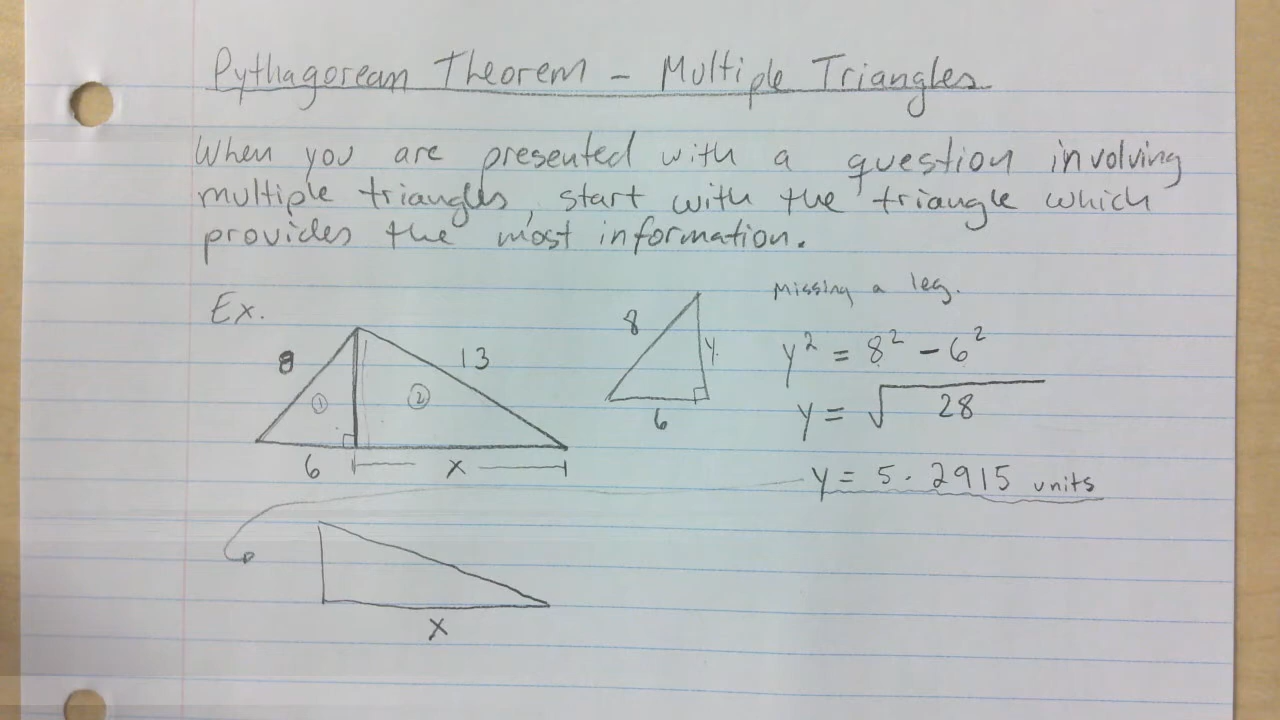 Pythagorean Theorem - Multiple Triangles
When you are presented with a question involving
multiple triangles, start with the triangle which
provides the most information.
Ex.
8
13
①
②
6
x
8
y
6
Missing a leg.
y² = 8² - 6²
y = √28
y = 5.2915 units
x